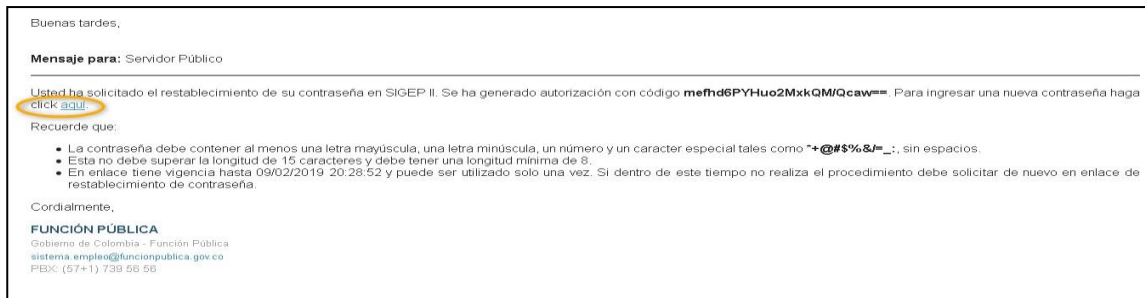 Buenas tardes,
Mensaje para: Servidor Público
Usted ha solicitado el restablecimiento de su contraseña en SIGEP II. Se ha generado autorización con código mefhd6PYHuo2MxkQM/Qcaw==. Para ingresar una nueva contraseña haga
click aquí.
Recuerde que:
• La contraseña debe contener al menos una letra mayuscula, una letra minúscula, un número y un caracter especial tales como *+@#$%&/=_:, sin espacios.
• Esta no debe superar la longitud de 15 caracteres y debe tener una longitud mínima de 8.
• En enlace tiene vigencia hasta 09/02/2019 20:28:52 y puede ser utilizado solo una vez. Si dentro de este tiempo no realiza el procedimiento debe solicitar de nuevo en enlace de
restablecimiento de contraseña.
Cordialmente,
FUNCIÓN PÚBLICA
Gobierno de Colombia - Función Pública
sistema.empleo@funcionpublica.gov.co
PBX: (57+1) 739 56 56